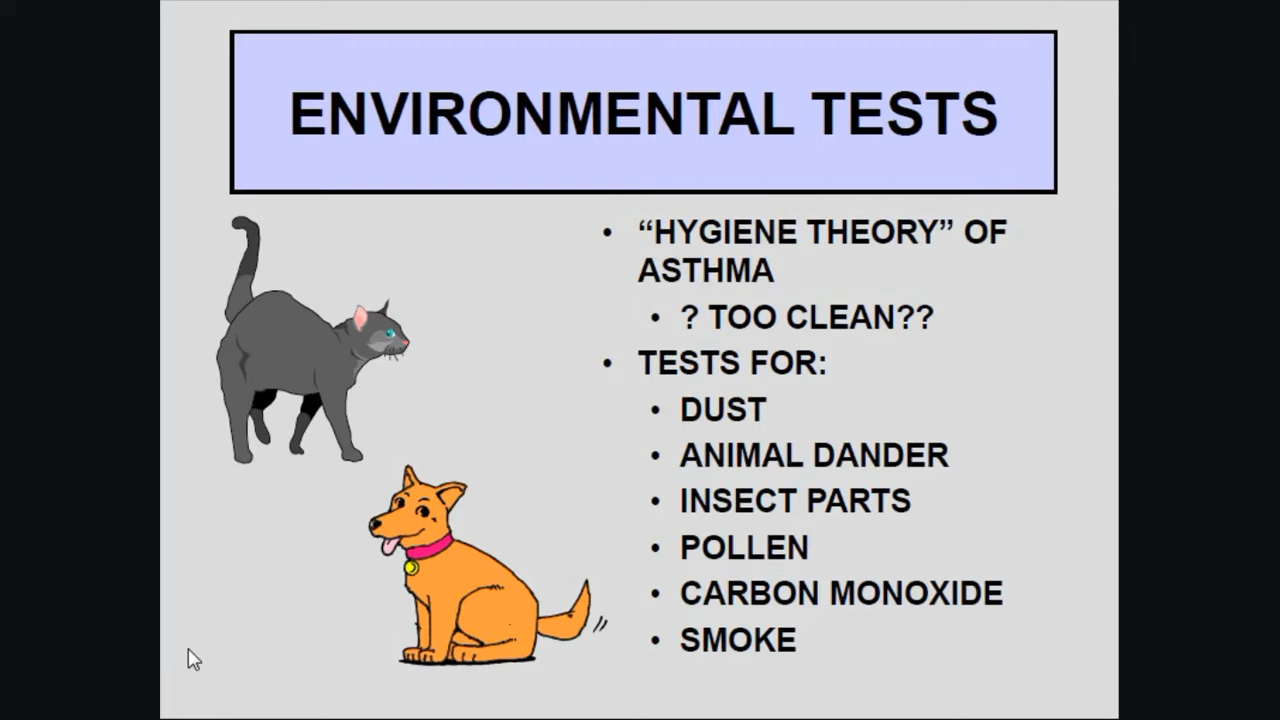 ENVIRONMENTAL TESTS
• “HYGIENE THEORY” OF
ASTHMA
• ? TOO CLEAN??
• TESTS FOR:
• DUST
• ANIMAL DANDER
• INSECT PARTS
• POLLEN
• CARBON MONOXIDE
• SMOKE